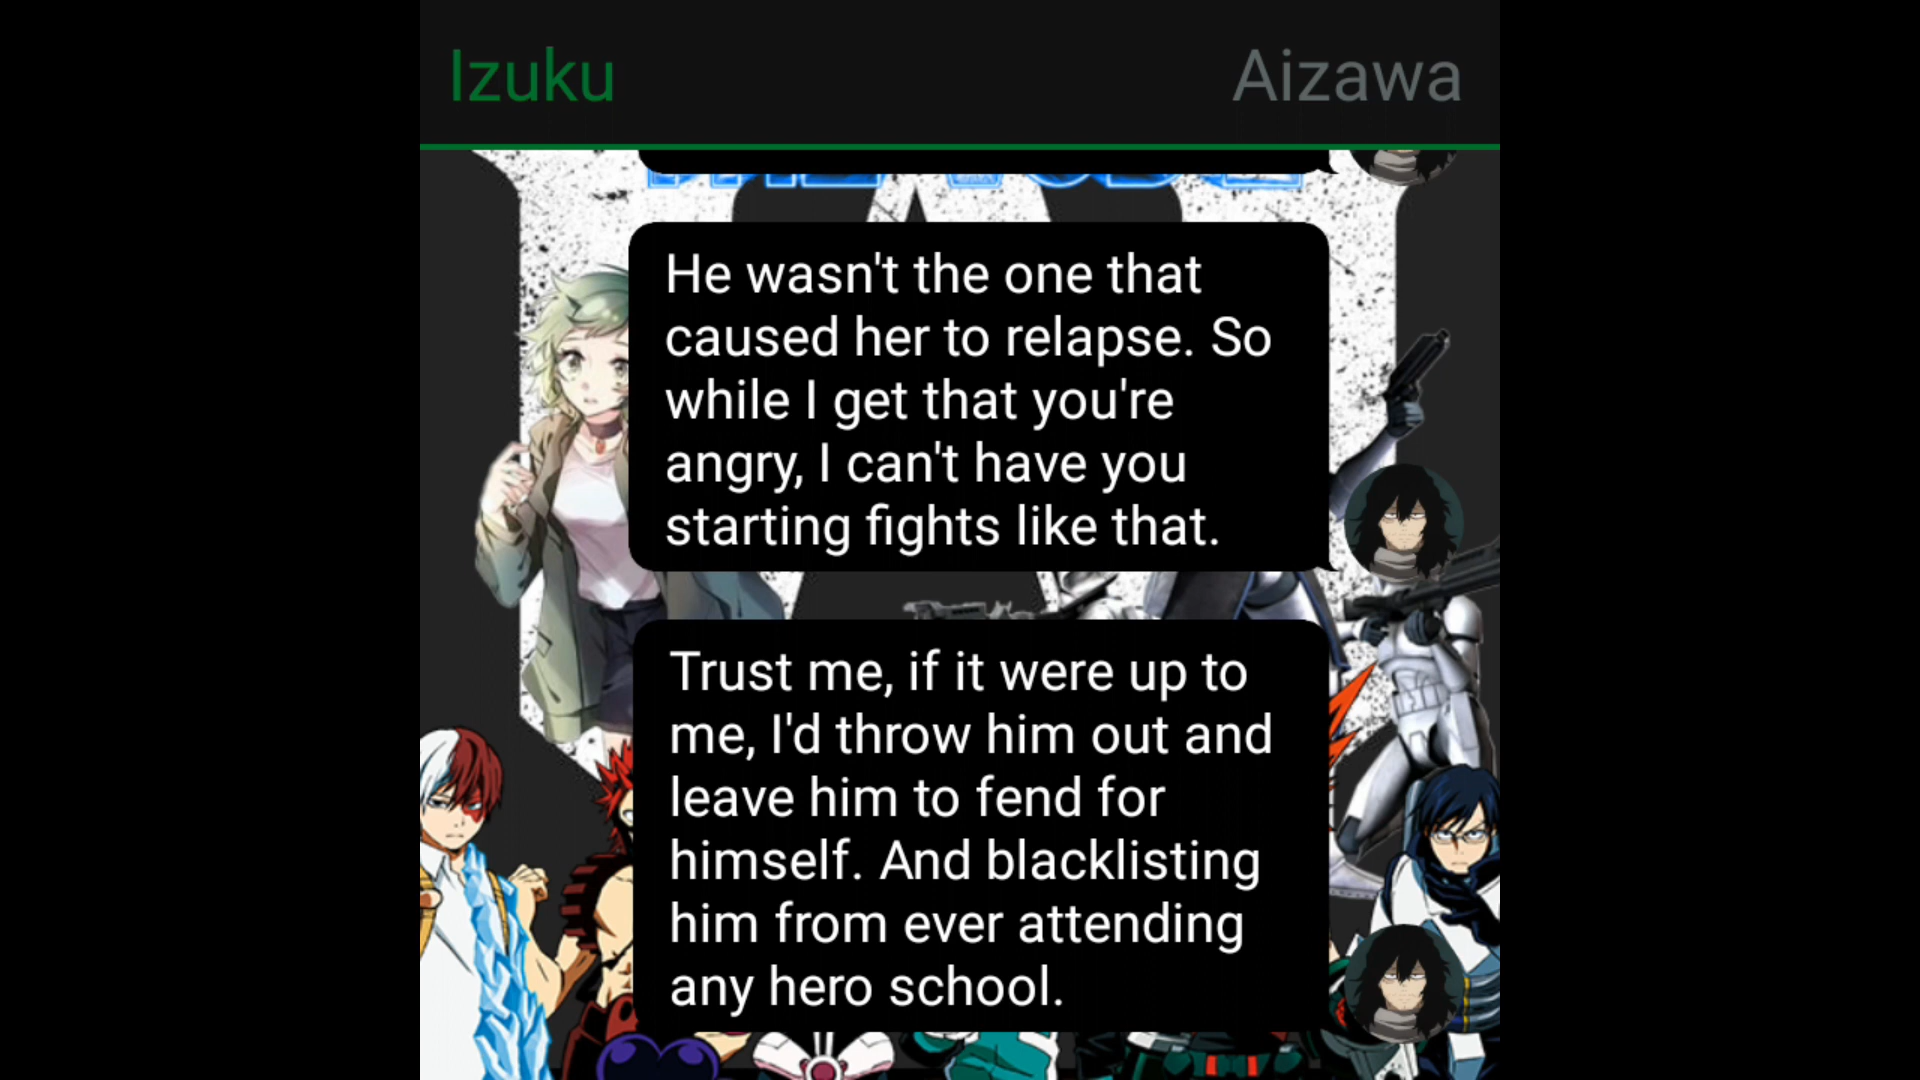 Izuku
Aizawa
He wasn't the one that
caused her to relapse. So
while I get that you're
angry, I can't have you
starting fights like that.
Trust me, if it were up to
me, I'd throw him out and
leave him to fend for
himself. And blacklisting
him from ever attending
any hero school.